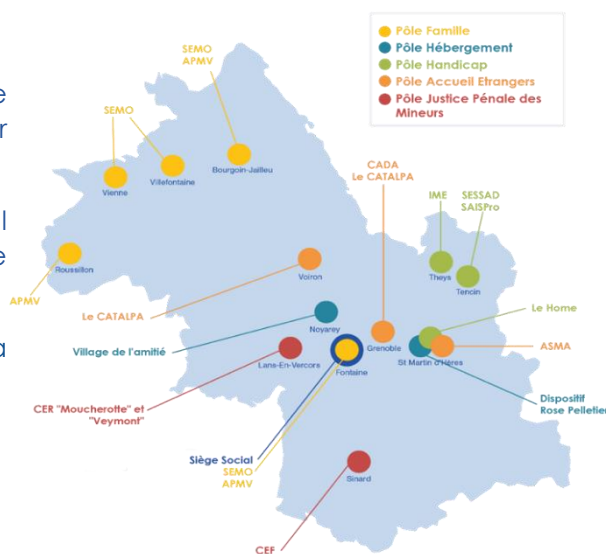 e
r
l
e
a
Pôle Famille
Pôle Hébergement
Pôle Handicap
Pôle Accueil Etrangers
Pôle Justice Pénale des
Mineurs
SEMO
APMV
SEMO
Bourgoin-Jailleu
Villefontaine
Vienne
CADA
Le CATALPA
IME
SESSAD
SAISPro
Roussillon
APMV
Voiron
Theys
Tencin
Le CATALPA
Le Home
Noyarey
Village de l'amitié
Grenoble
St Martin d'Hères
ASMA
Lans-En-Vercors
Fontaine
CER "Moucherotte" et
"Veymont"
Dispositif
Rose Pelletier
Siège Social
SEMO
APMV
Sinard
CEF